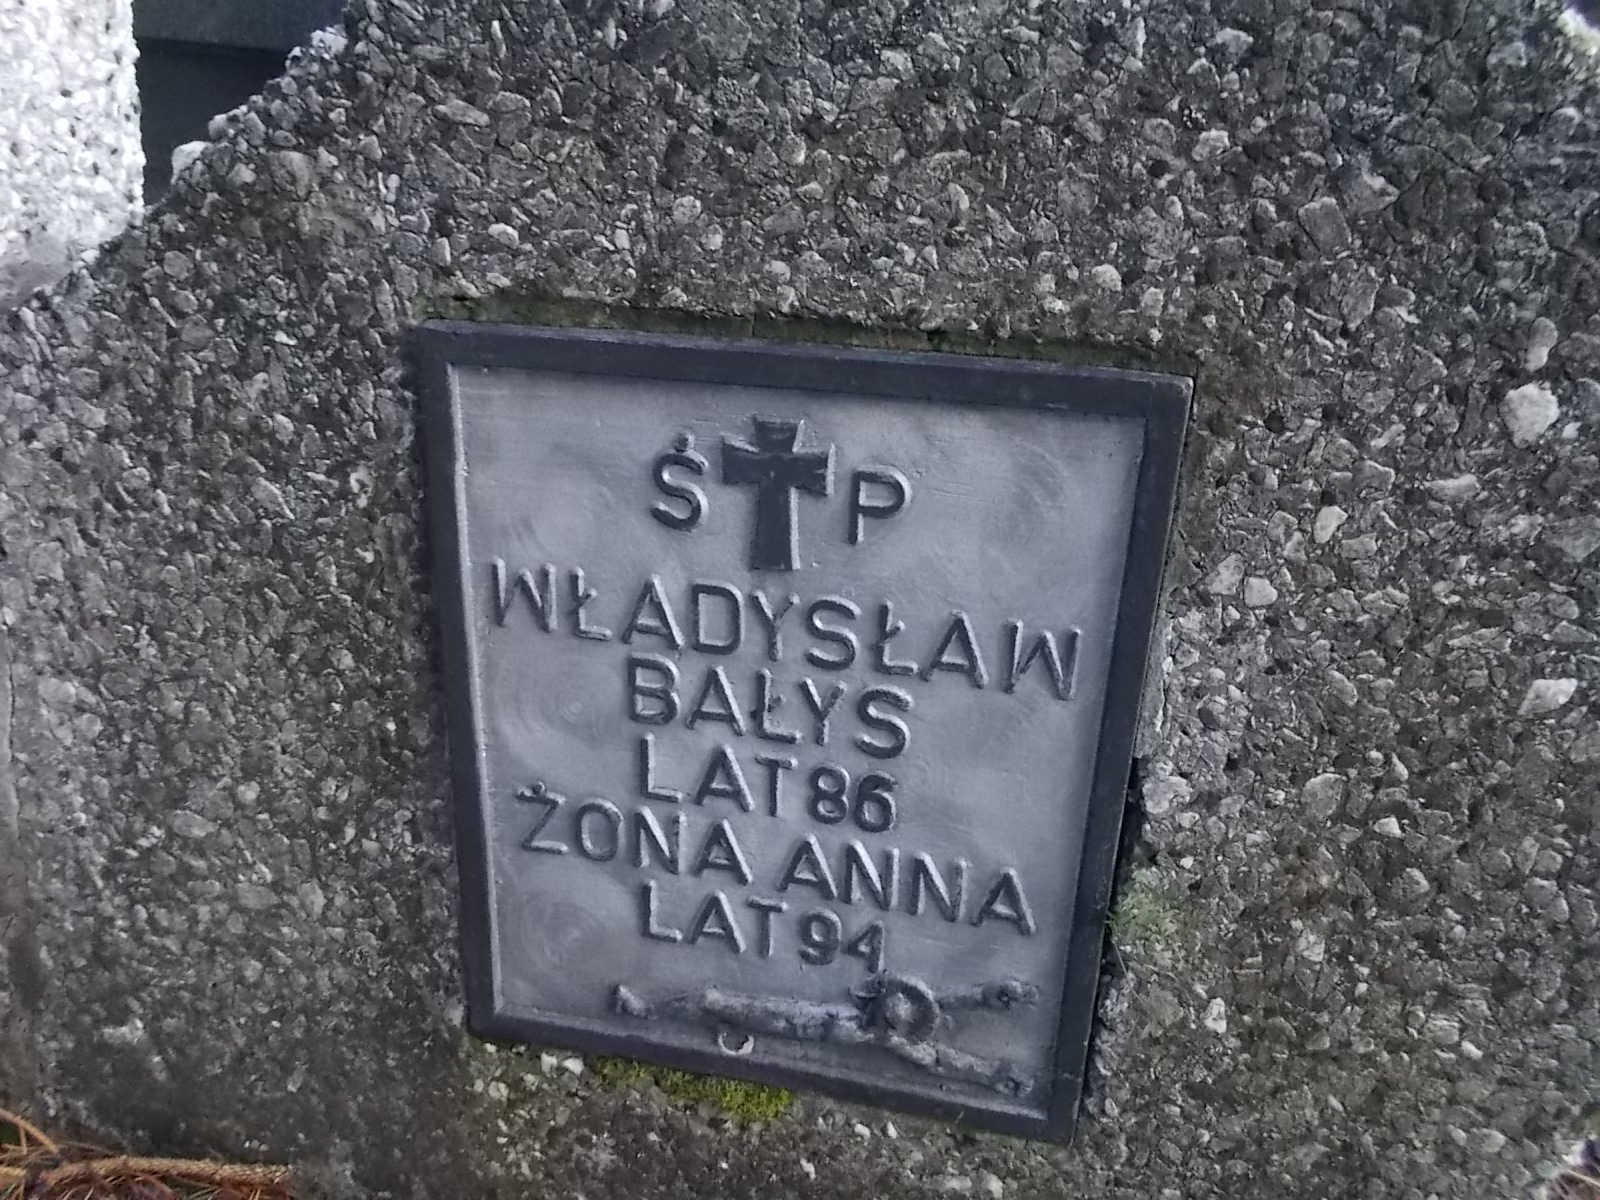 Ś P
WŁADYSŁAW
BAŁYS
LAT 86
ŻONA ANNA
LAT 94